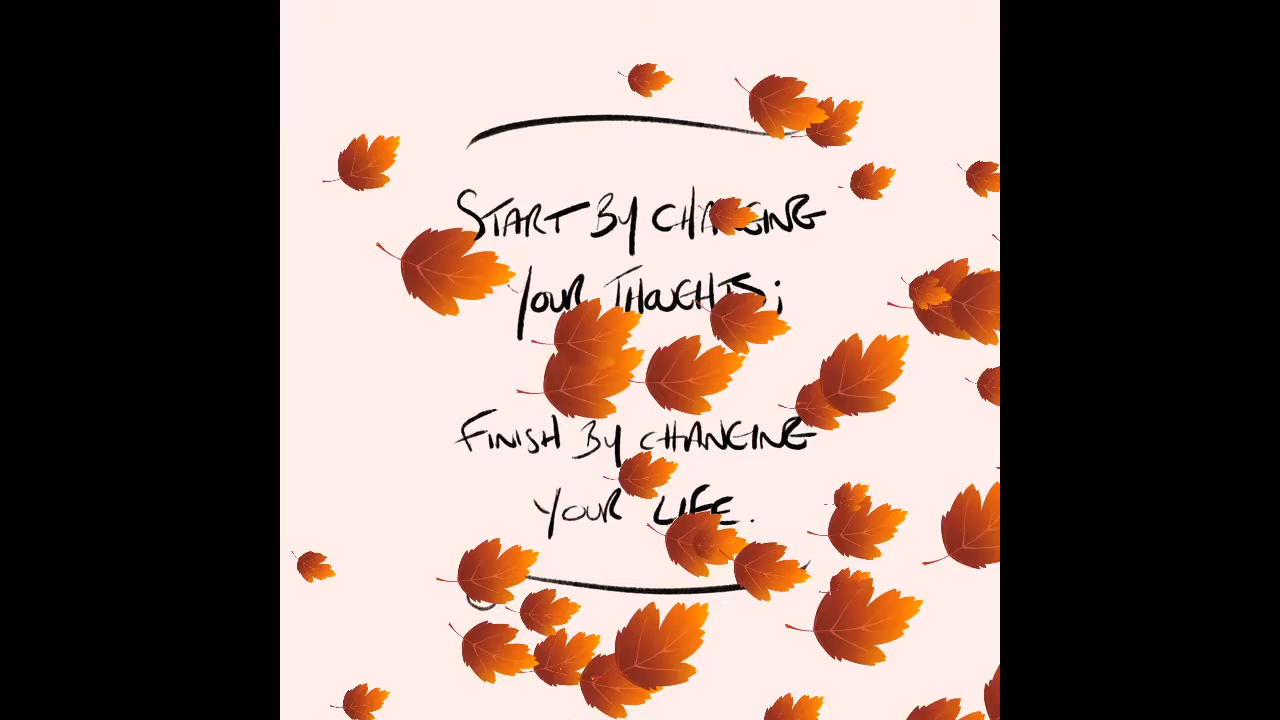 START BY CHANGING
YOUR THOUGHTS;
FINISH BY CHANGING
YOUR LIFE.